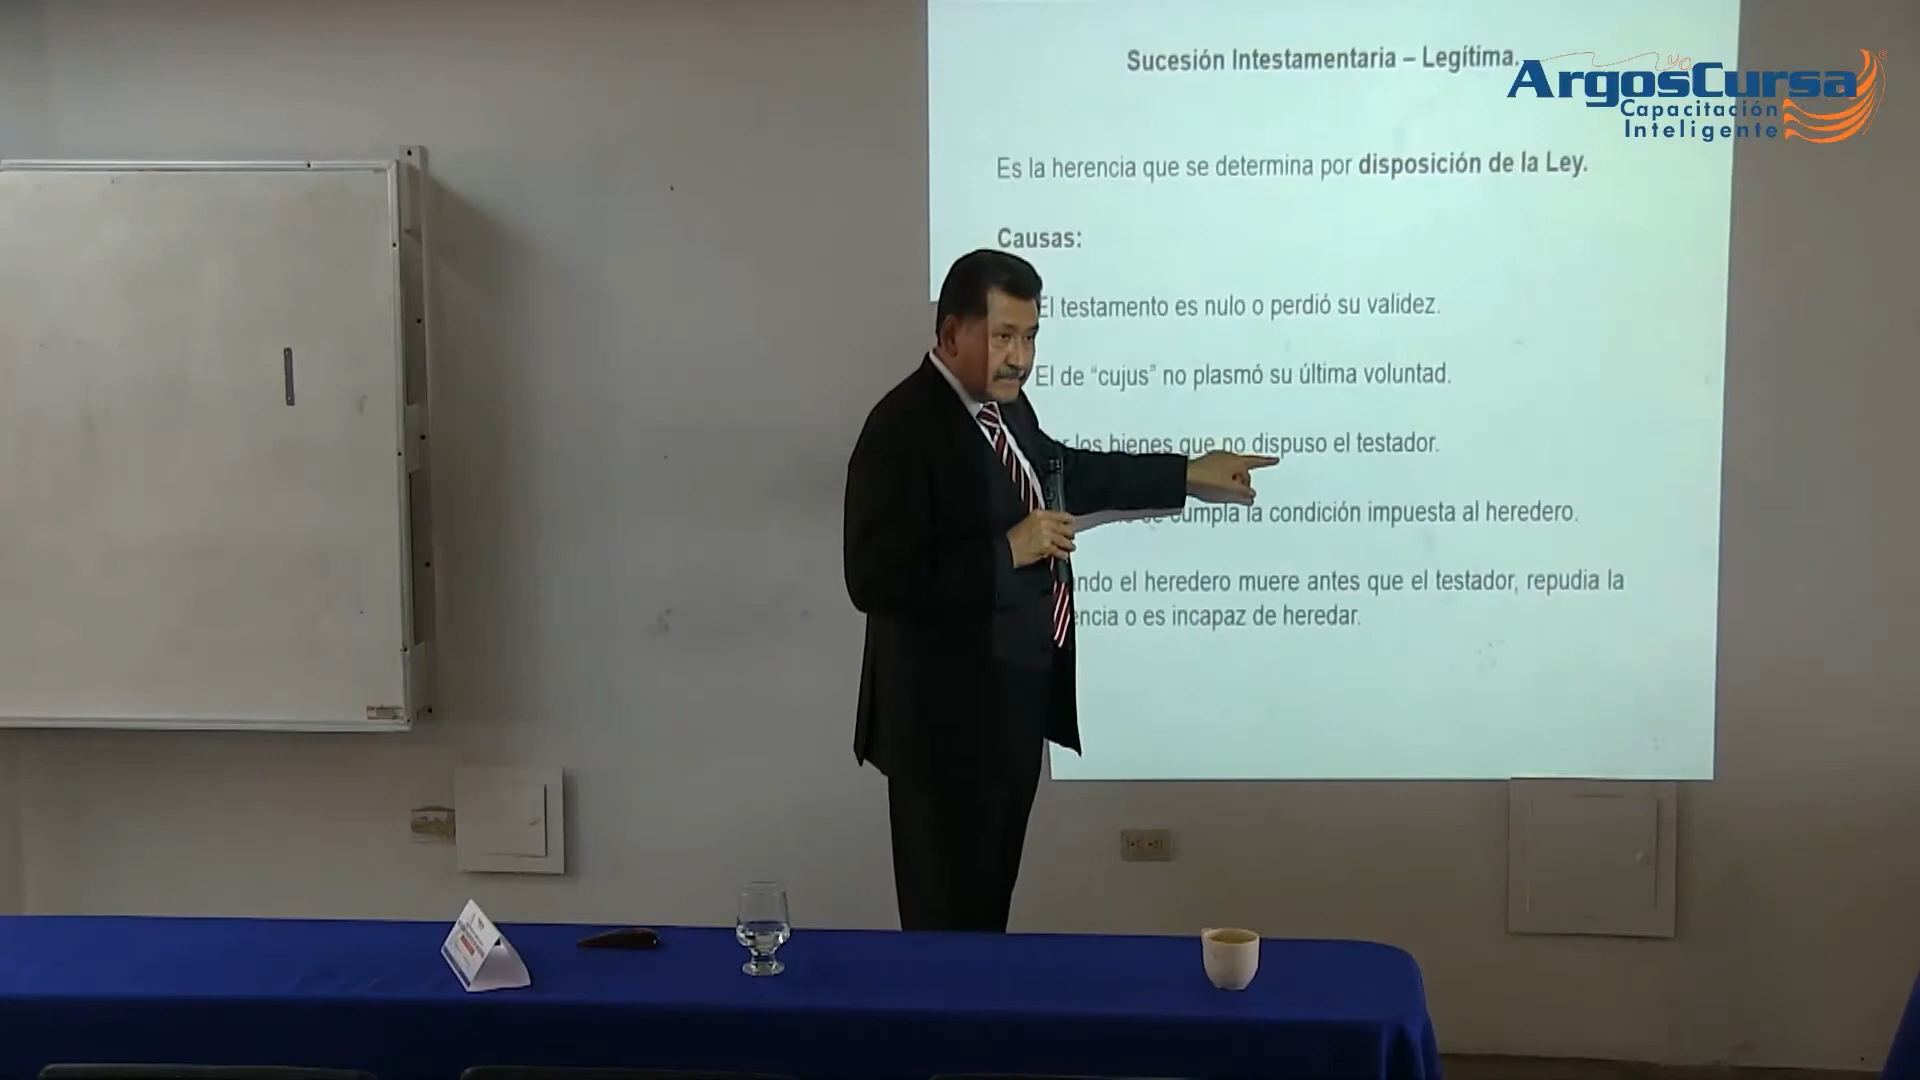 Sucesión Intestamentaria – Legítima.
ArgosCursa
Capacitación
Inteligente
Es la herencia que se determina por disposición de la Ley.
Causas:
El testamento es nulo o perdió su validez.
El de “cujus” no plasmó su última voluntad.
los bienes que no dispuso el testador.
cumpla la condición impuesta al heredero.
el heredero muere antes que el testador, repudia la
o es incapaz de heredar.